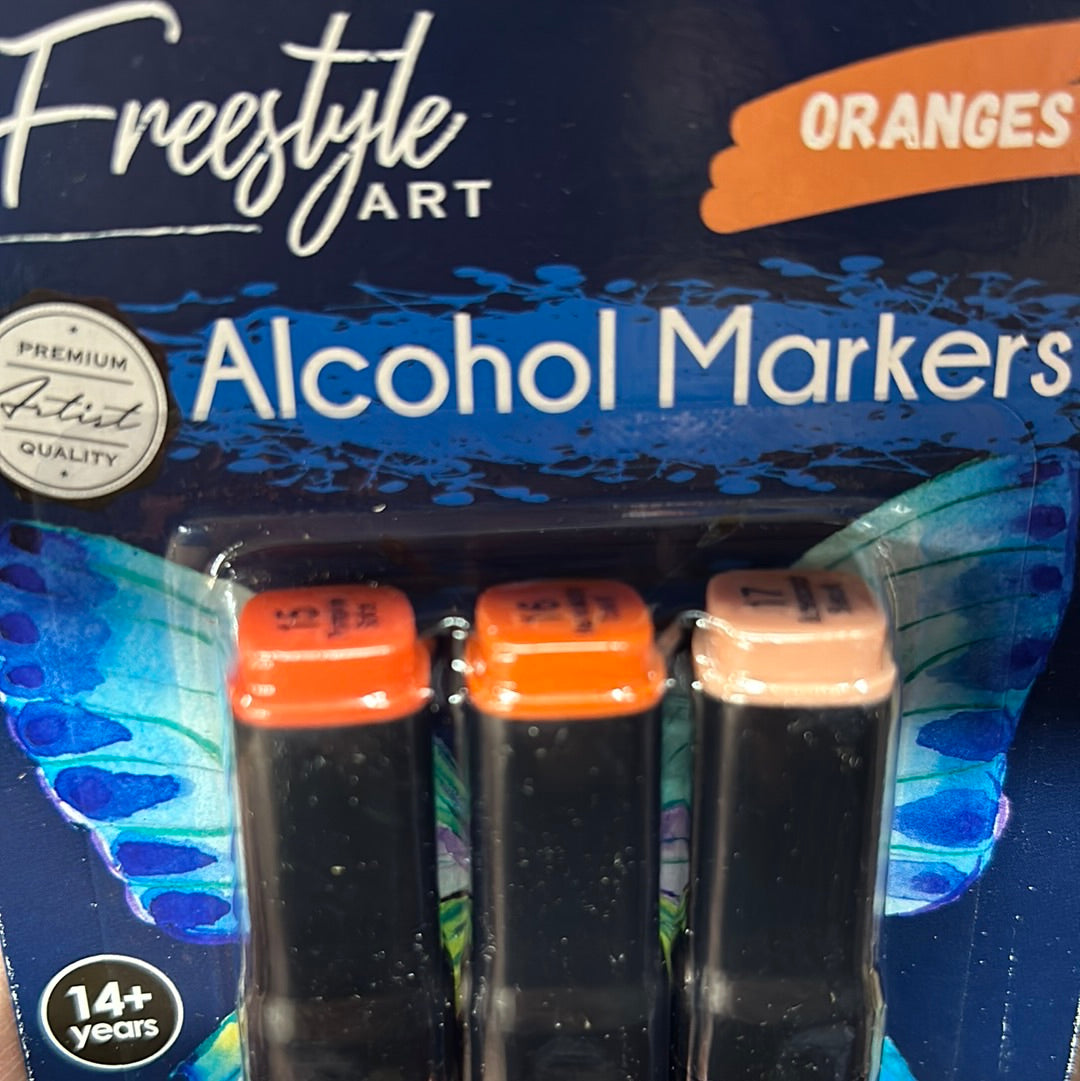 Freestyle
ART
ORANGES
PREMIUM
Artist
QUALITY
Alcohol Markers
15
16
17
14+
years